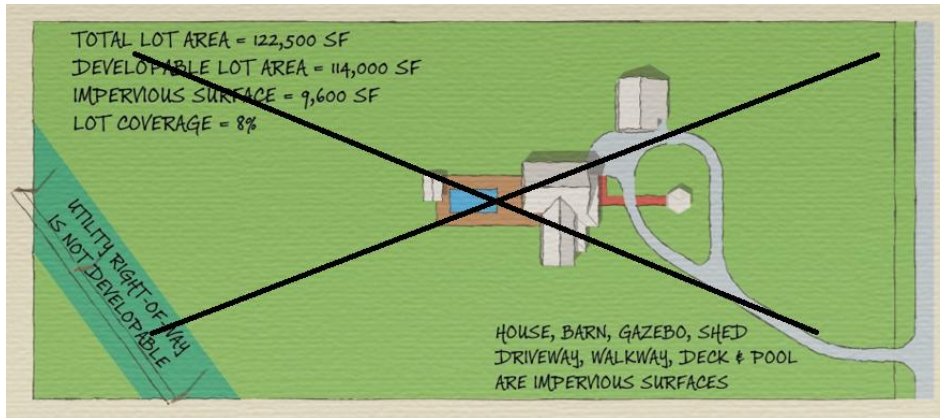 TOTAL LOT AREA = 122,500 SF
DEVELOPABLE LOT AREA = 114,000 SF
IMPERVIOUS SURFACE = 9,600 SF
LOT COVERAGE = 8%
UTILITY RIGHT-OF-WAY
IS NOT DEVELOPABLE
HOUSE, BARN, GAZEBO, SHED
DRIVEWAY, WALKWAY, DECK & POOL
ARE IMPERVIOUS SURFACES